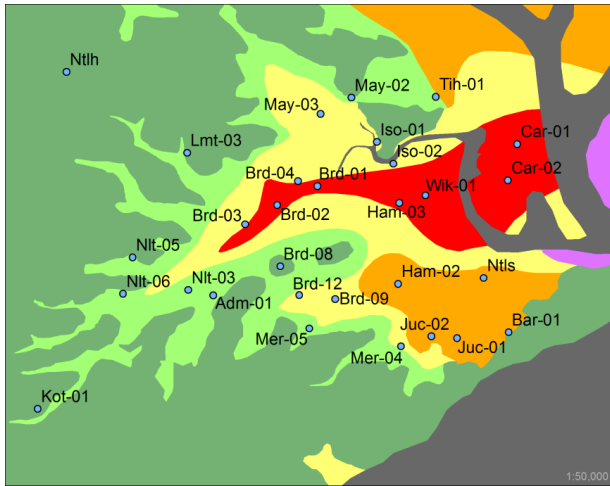 Ntlh
May-02
Tih-01
May-03
Iso-01
Car-01
Lmt-03
Iso-02
Brd-04
Brd-01
Car-02
Wik-01
Brd-03
Brd-02
Ham-03
Nlt-05
Brd-08
Nlt-06
Nlt-03
Adm-01
Brd-12
Brd-09
Ham-02
Ntls
Mer-05
Juc-02
Bar-01
Mer-04
Juc-01
Kot-01
1:50,000